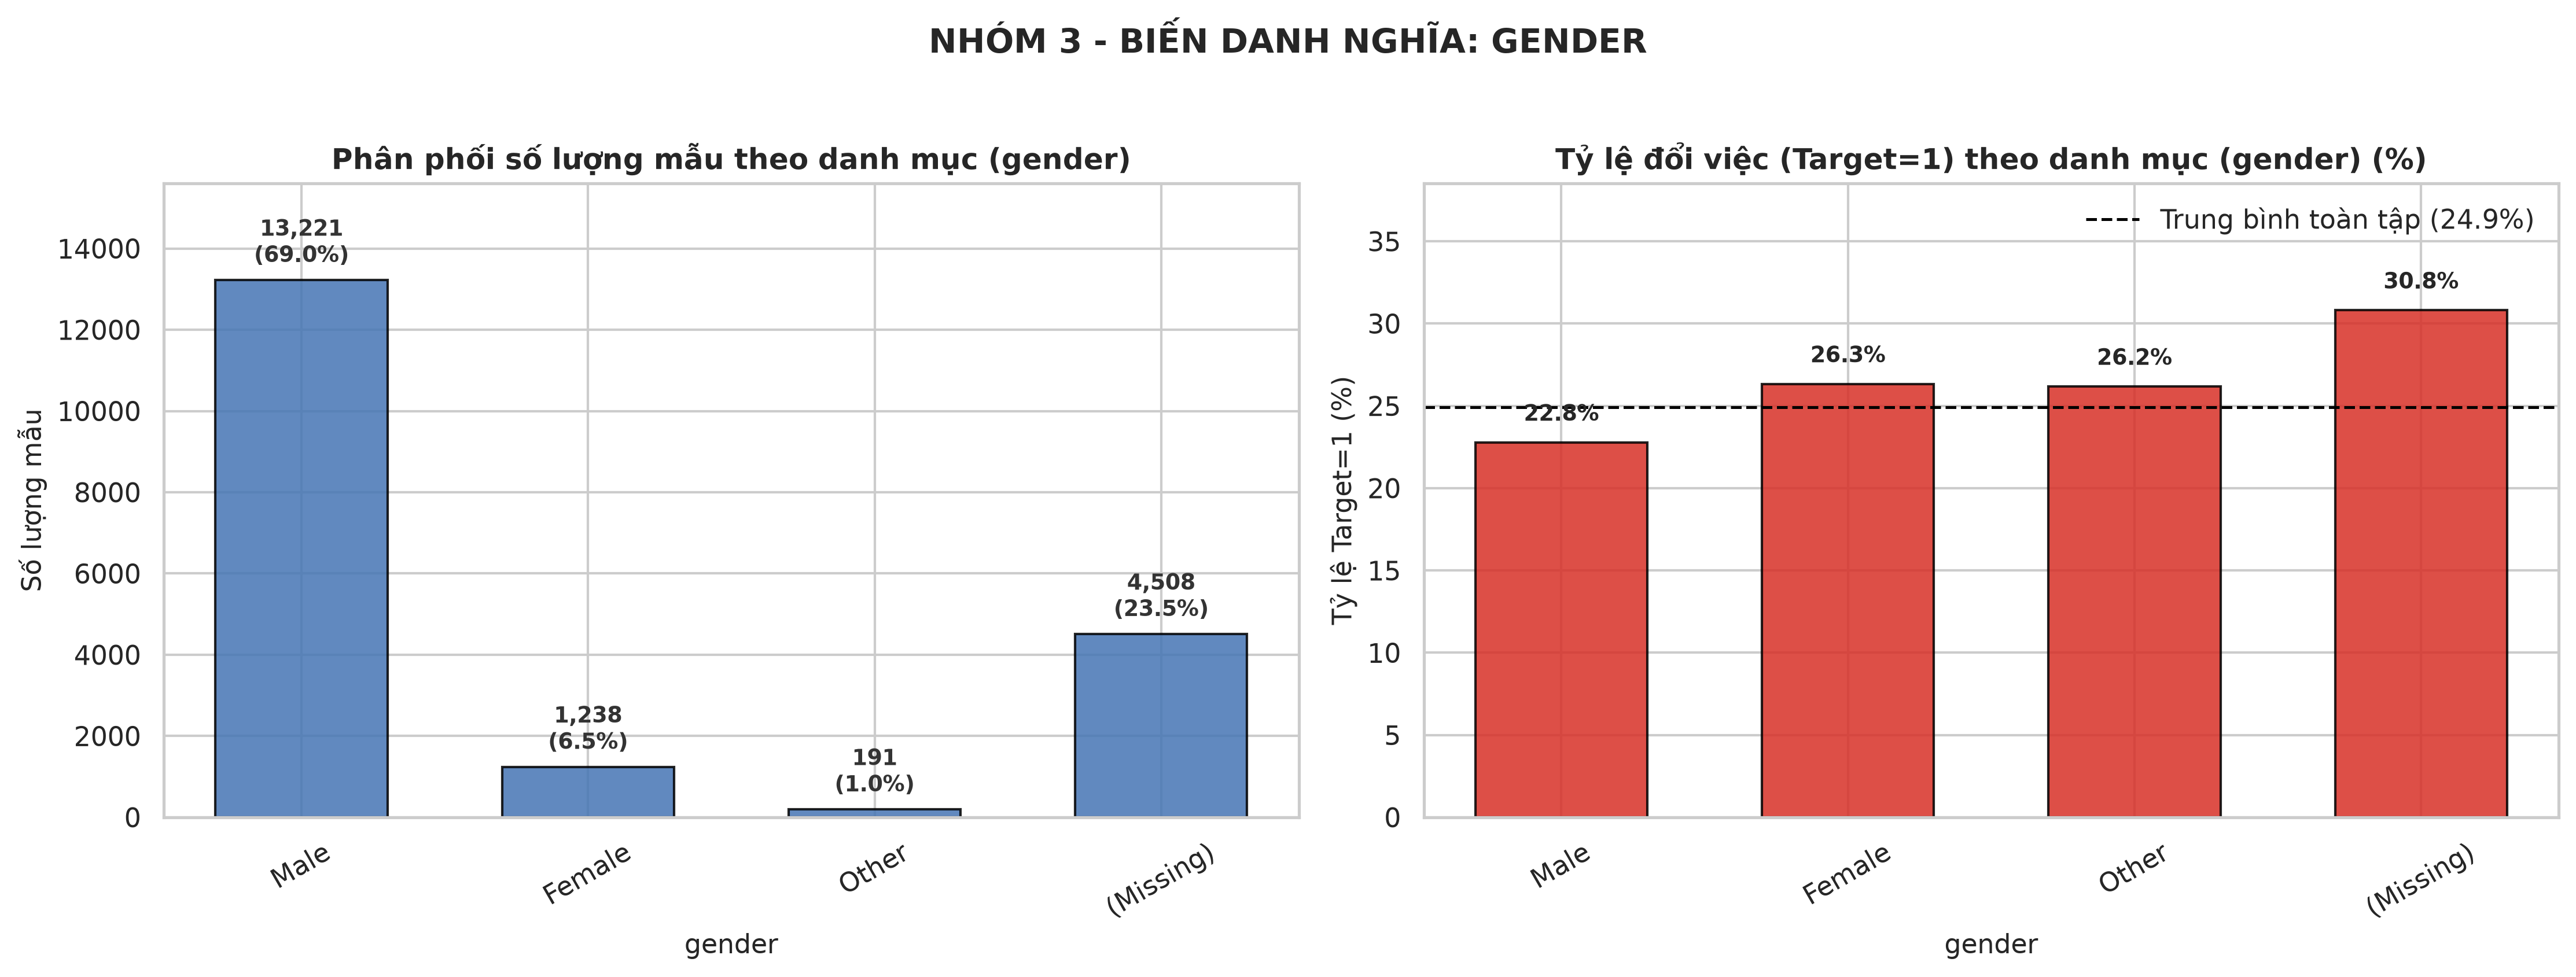 NHÓM 3 - BIẾN DANH NGHĨA: GENDER
Phân phối số lượng mẫu theo danh mục (gender)
Số lượng mẫu
14000
12000
10000
8000
6000
4000
2000
0
13,221
(69.0%)
1,238
(6.5%)
191
(1.0%)
4,508
(23.5%)
Male
Female
Other
(Missing)
gender
Tỷ lệ đổi việc (Target=1) theo danh mục (gender) (%)
Trung bình toàn tập (24.9%)
Tỷ lệ Target=1 (%)
35
30
25
20
15
10
5
0
22.8%
26.3%
26.2%
30.8%
Male
Female
Other
(Missing)
gender